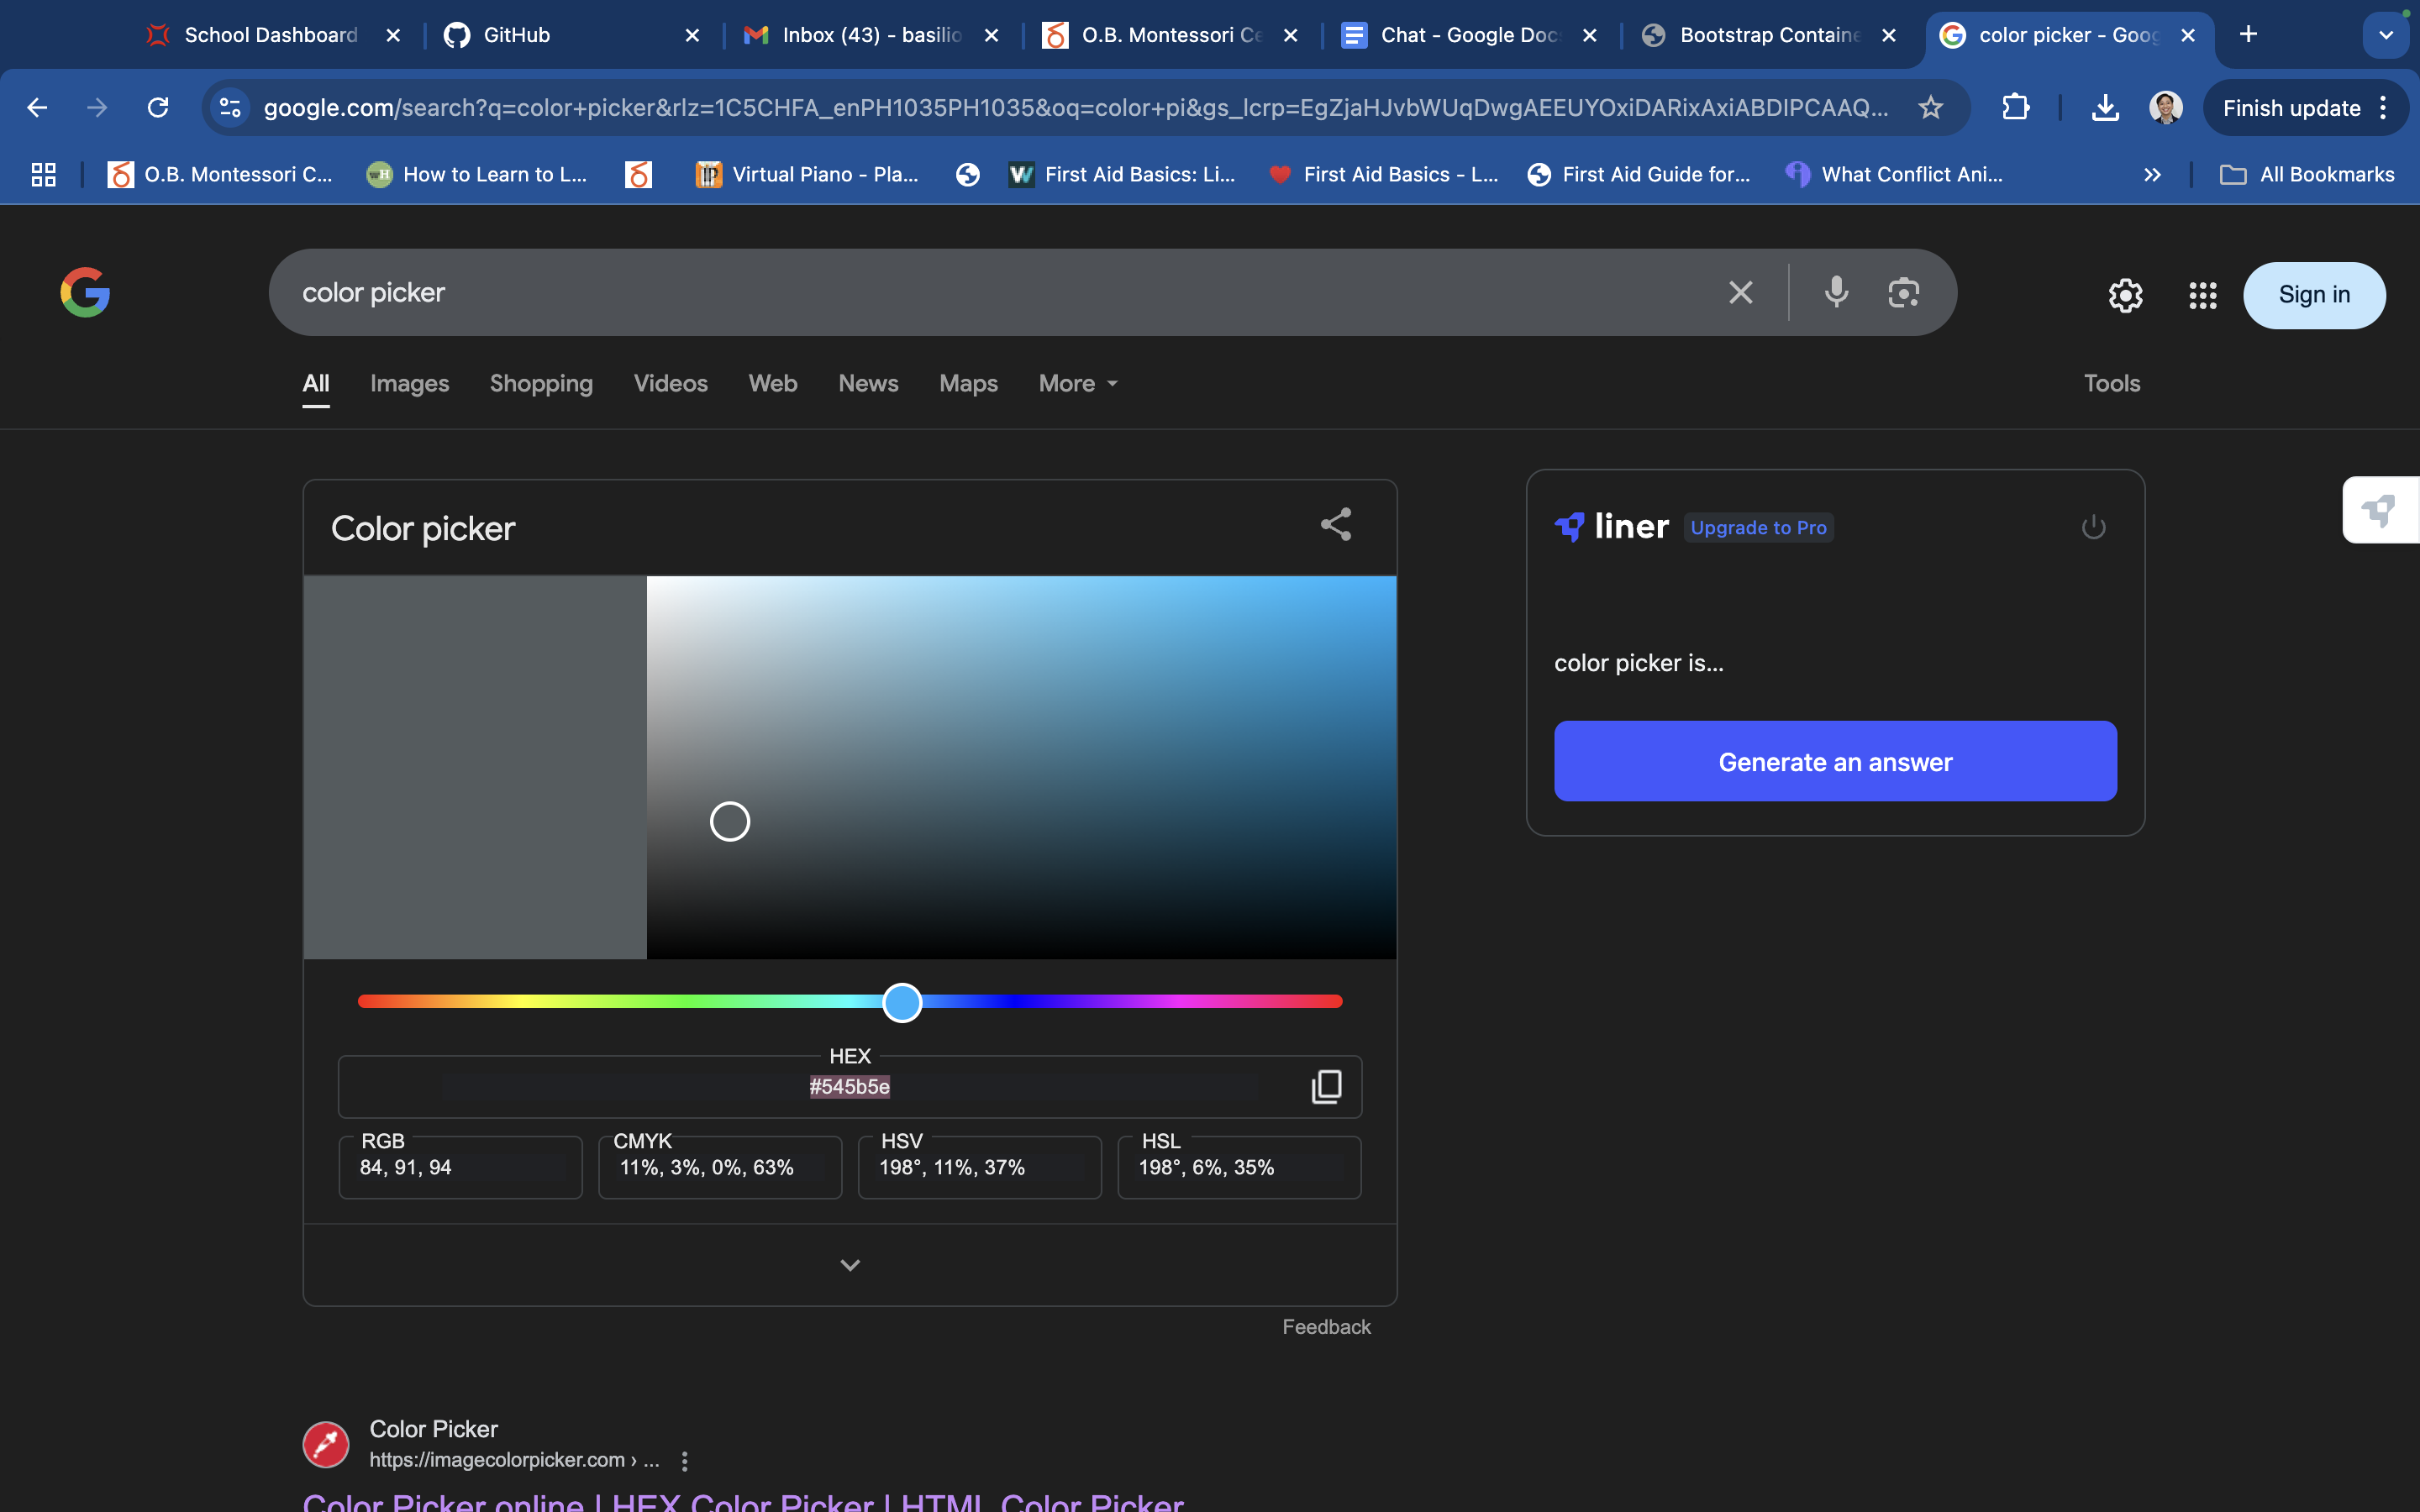 School Dashboard
GitHub
Inbox (43) - basilio
O.B. Montessori Ce
Chat - Google Doc
Bootstrap Containe
color picker - Goog
google.com/search?q=color+picker&rlz=1C5CHFA_enPH1035PH1035&oq=color+pi&gs_lcrp=EgZjaHJvbWUqDwgAEEUYOxiDARixAxiABDIPCAAQ...
Finish update
O.B. Montessori C...
How to Learn to L...
Virtual Piano - Pla...
First Aid Basics: Li...
First Aid Basics - L...
First Aid Guide for...
What Conflict Ani...
All Bookmarks
color picker
Sign in
All
Images
Shopping
Videos
Web
News
Maps
More
Tools
Color picker
liner
Upgrade to Pro
color picker is...
Generate an answer
HEX
#545b5e
RGB
84, 91, 94
CMYK
11%, 3%, 0%, 63%
HSV
198°, 11%, 37%
HSL
198°, 6%, 35%
Feedback
Color Picker
https://imagecolorpicker.com › ...
Color Picker online | HEX Color Picker | HTML Color Picker